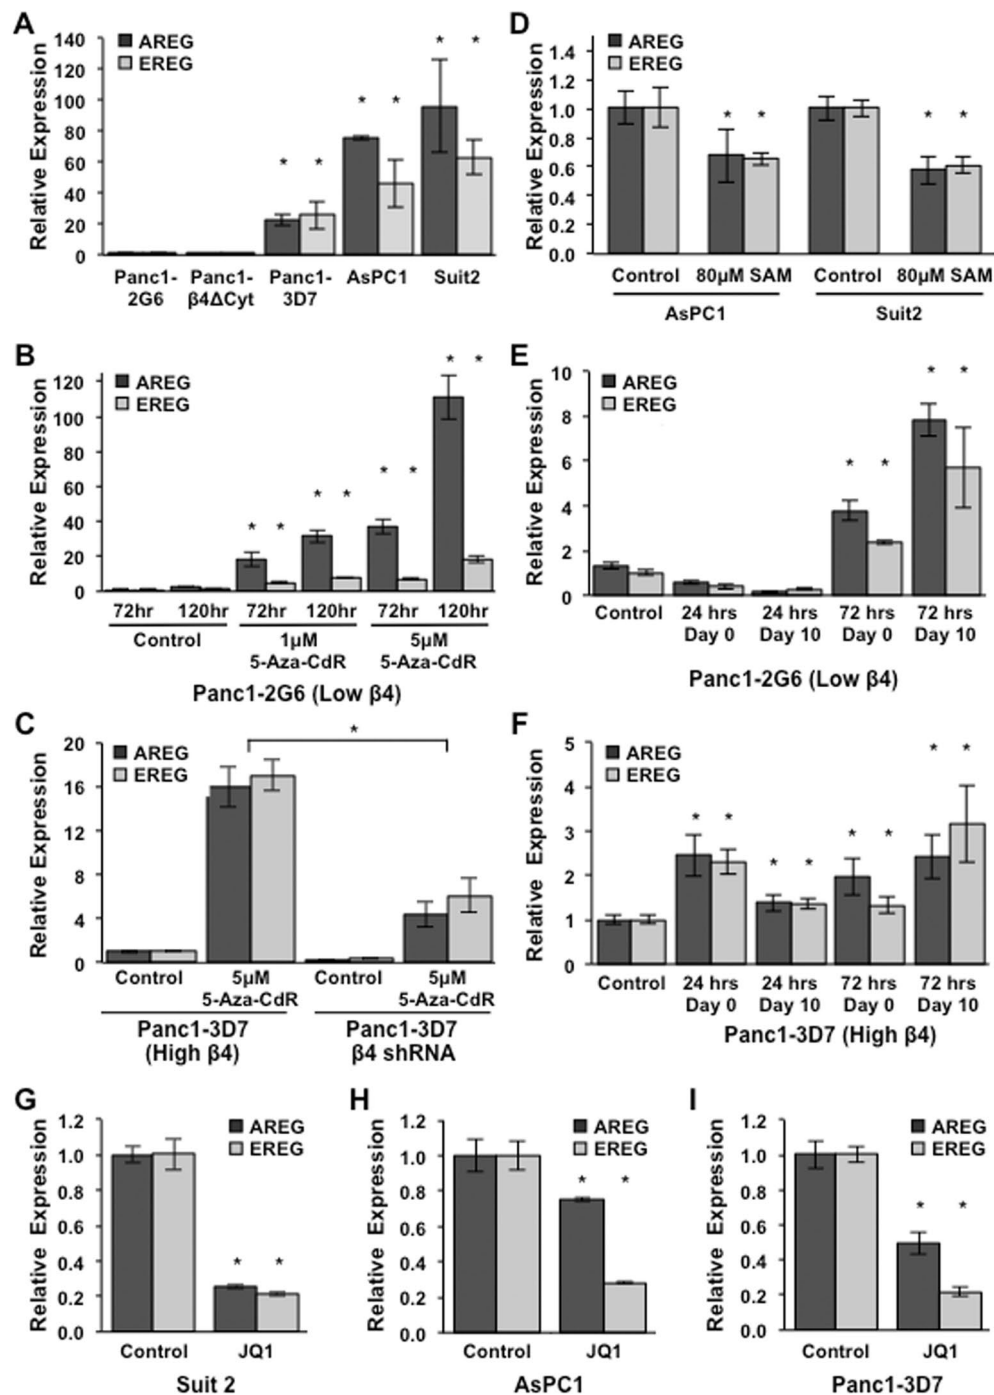 A
AREG
EREG
Relative Expression
140
120
100
80
60
40
20
0
* * * * * *
Panc1-2G6 Panc1-β4ΔCyt Panc1-3D7 AsPC1 Suit2
D
AREG
EREG
Relative Expression
1.4
1.2
1.0
0.8
0.6
0.4
0.2
0.0
* * * *
Control 80µM SAM Control 80µM SAM
AsPC1 Suit2
B
AREG
EREG
Relative Expression
120
100
80
60
40
20
0
* * * * * * * *
72hr 120hr 72hr 120hr 72hr 120hr
Control 1µM 5-Aza-CdR 5µM 5-Aza-CdR
Panc1-2G6 (Low β4)
E
AREG
EREG
Relative Expression
10
8
6
4
2
0
* * * *
Control 24 hrs Day 0 24 hrs Day 10 72 hrs Day 0 72 hrs Day 10
Panc1-2G6 (Low β4)
C
AREG
EREG
Relative Expression
20
16
12
8
4
0
*
Control 5µM 5-Aza-CdR Control 5µM 5-Aza-CdR
Panc1-3D7 (High β4) Panc1-3D7 β4 shRNA
F
AREG
EREG
Relative Expression
5
4
3
2
1
0
* * * * * * * *
Control 24 hrs Day 0 24 hrs Day 10 72 hrs Day 0 72 hrs Day 10
Panc1-3D7 (High β4)
G
AREG
EREG
Relative Expression
1.2
1.0
0.8
0.6
0.4
0.2
0.0
* *
Control JQ1
Suit 2
H
AREG
EREG
Relative Expression
1.2
1.0
0.8
0.6
0.4
0.2
0.0
* *
Control JQ1
AsPC1
I
AREG
EREG
Relative Expression
1.2
1.0
0.8
0.6
0.4
0.2
0.0
* *
Control JQ1
Panc1-3D7